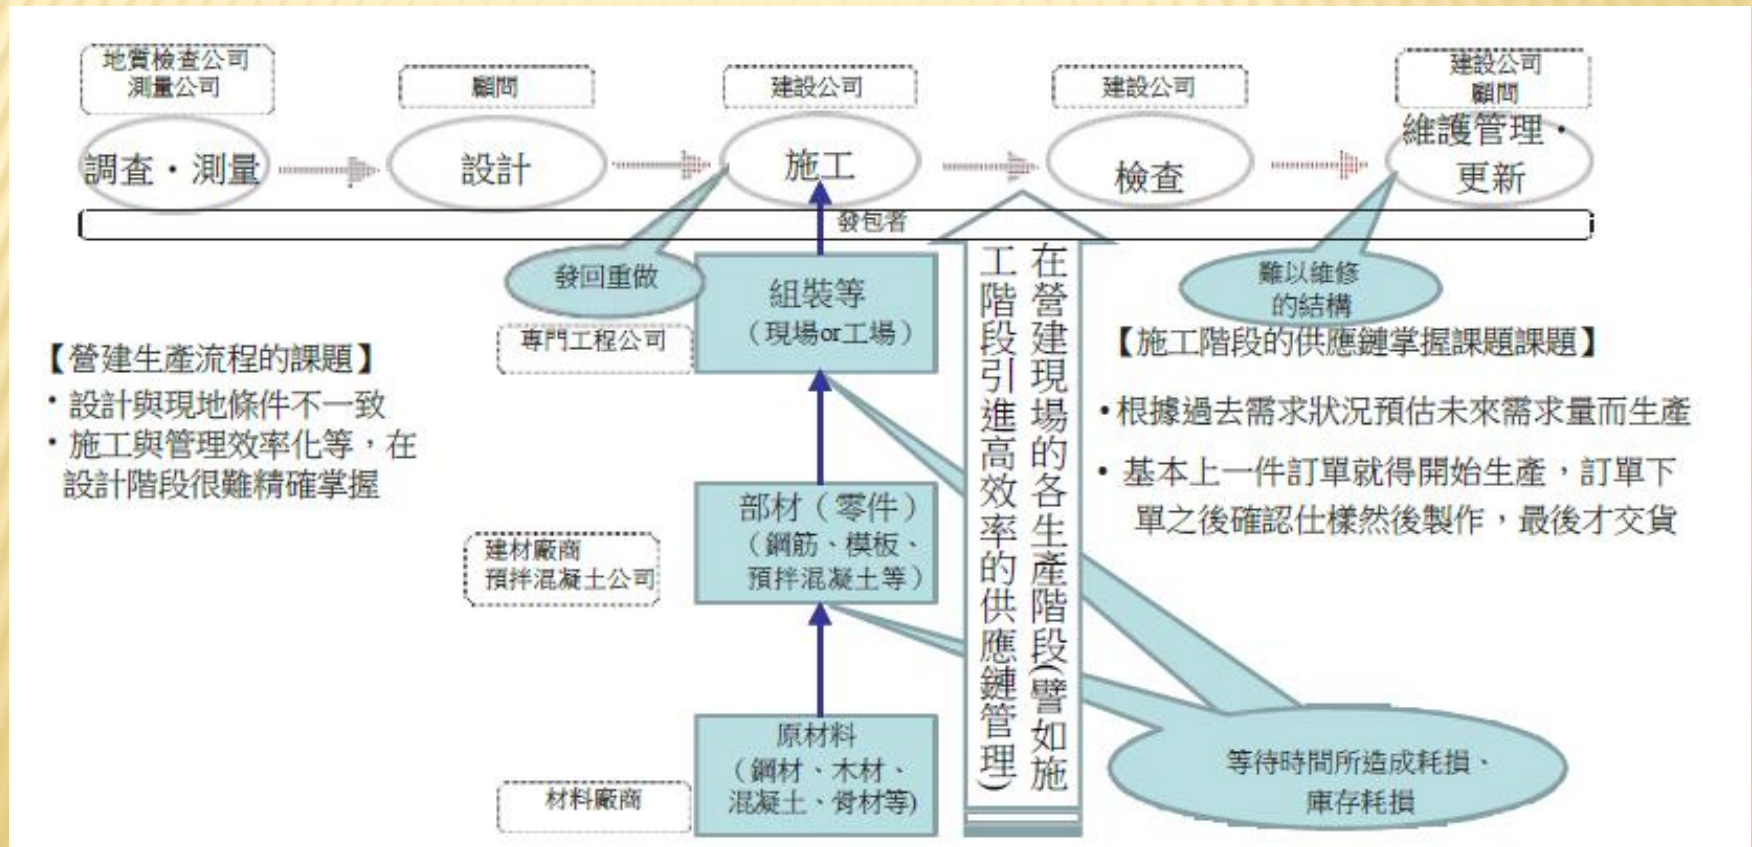 地質檢查公司
測量公司
顧問
建設公司
建設公司
建設公司
顧問
調查・測量
設計
施工
檢查
維護管理・
更新
發包者
發回重做
難以維修
的結構
組裝等
（現場or工場）
專門工程公司
【營建生產流程的課題】
・設計與現地條件不一致
・施工與管理效率化等，在
設計階段很難精確掌握
在營建現場的各生產階段(譬如施
工階段引進高效率的供應鏈管理)
【施工階段的供應鏈掌握課題課題】
•根據過去需求狀況預估未來需求量而生產
• 基本上一件訂單就得開始生產，訂單下
單之後確認仕樣然後製作，最後才交貨
部材（零件）
（鋼筋、模板、
預拌混凝土等）
建材廠商
預拌混凝土公司
原材料
（鋼材、木材、
混凝土、骨材等)
材料廠商
等待時間所造成耗損、
庫存耗損